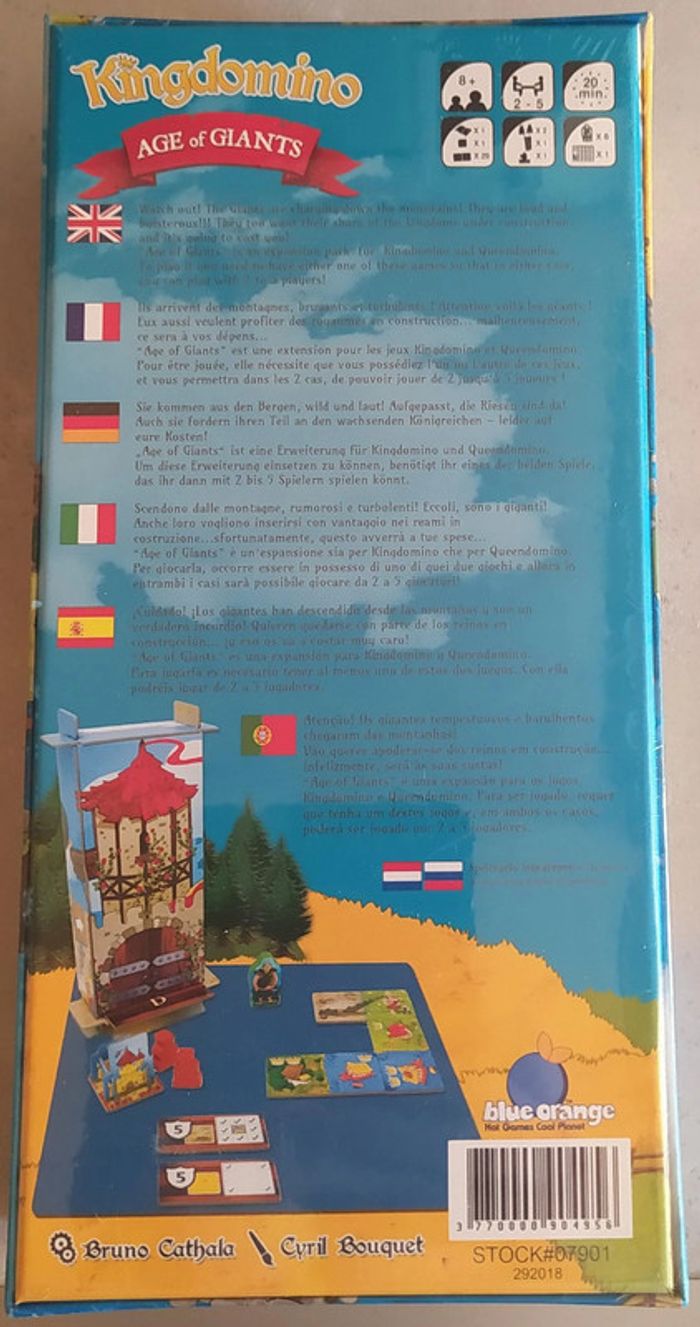 Kingdomino
AGE of GIANTS
8+
2 - 5
20
min.
X 1
X 1
X 1
Watch out! The Giants are charging down the mountains! They are loud and
boisterous!!! They too want their share of the kingdoms under construction
and it's going to cost you!
"Age of Giants" is an expansion pack for Kingdomino and Queendomino.
To play it you need to have either one of these games so that in either case,
you can play with 2 to 5 players!
Ils arrivent des montagnes, bruyants et turbulents ! Attention voilà les géants !
Eux aussi veulent profiter des royaumes en construction... malheureusement,
ce sera à vos dépens...
"Age of Giants" est une extension pour les jeux Kingdomino et Queendomino.
Pour être jouée, elle nécessite que vous possédiez l'un ou l'autre de ces jeux,
et vous permettra dans les 2 cas, de pouvoir jouer de 2 jusqu'à 5 joueurs !
Sie kommen aus den Bergen, wild und laut! Aufgepasst, die Riesen sind da!
Auch sie fordern ihren Teil an den wachsenden Königreichen – leider auf
eure Kosten!
„Age of Giants“ ist eine Erweiterung für Kingdomino und Queendomino.
Um diese Erweiterung einsetzen zu können, benötigt ihr eines der beiden Spiele,
das ihr dann mit 2 bis 5 Spielern spielen könnt.
Scendono dalle montagne, rumorosi e turbolenti! Eccoli, sono i giganti!
Anche loro vogliono inserirsi con vantaggio nei reami in
costruzione...sfortunatamente, questo avverrà a tue spese...
"Age of Giants" è un'espansione sia per Kingdomino che per Queendomino.
Per giocarla, occorre essere in possesso di uno di quei due giochi e allora in
entrambi i casi sarà possibile giocare da 2 a 5 giocatori!
¡Cuidado! ¡Los gigantes han descendido desde las montañas y son un
verdadero incordio! Quieren quedarse con parte de los reinos en
construcción... ¡y eso os va a costar muy caro!
"Age of Giants" es una expansión para Kingdomino y Queendomino.
Para jugarla es necesario tener al menos uno de estos dos juegos. Con ella
podréis jugar de 2 a 5 jugadores.
Atenção! Os gigantes tempestuosos e barulhentos
chegaram das montanhas!
Vão querer apoderar-se dos reinos em construção...
Infelizmente, será às suas custas!
"Age of Giants" é uma expansão para os jogos
Kingdomino e Queendomino. Para ser jogado, requer
que tenha um destes jogos e, em ambos os casos,
poderá ser jogado por 2 a 5 jogadores.
5
5
blue orange
Hot Games Cool Planet
3 770000 904956
STOCK#07901
292018
Bruno Cathala
Cyril Bouquet